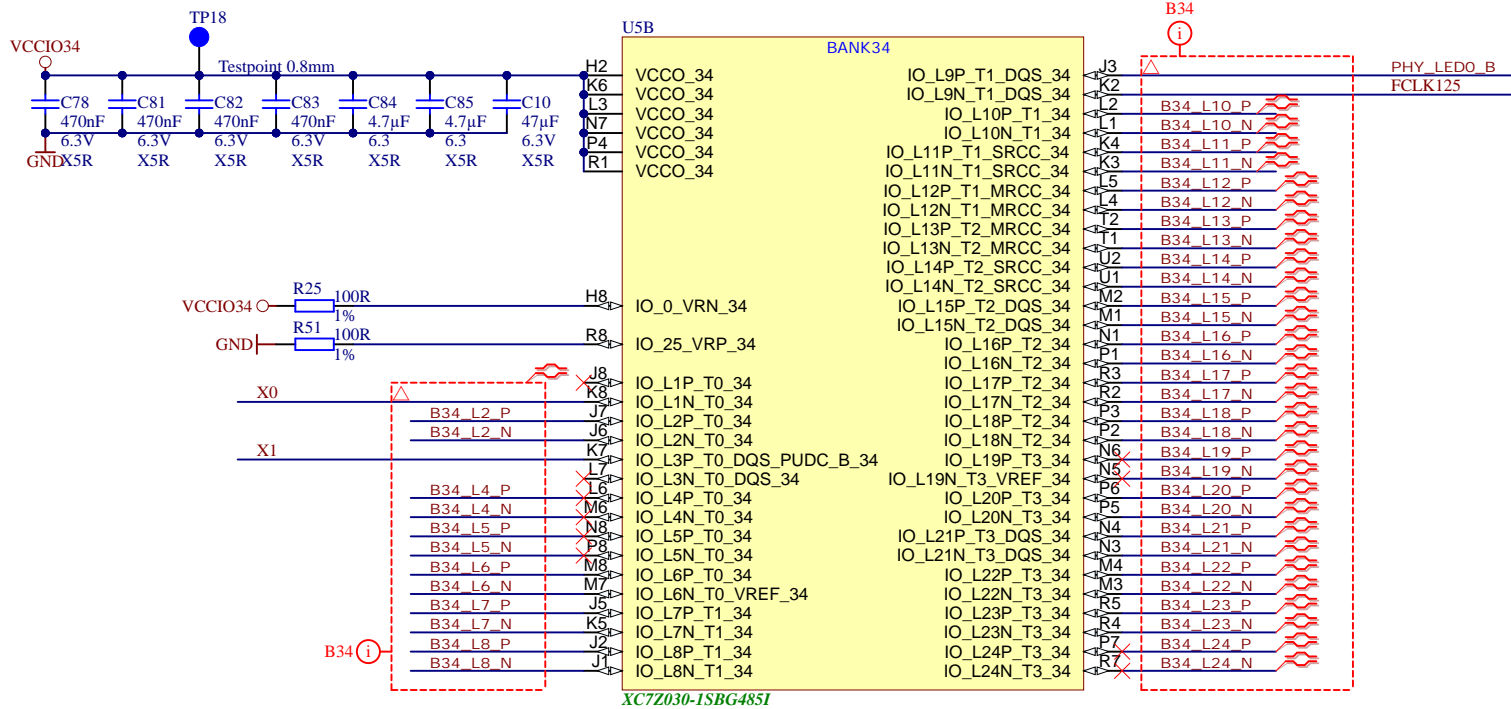 B34
i
TP18
U5B
VCCIO34
BANK34
Testpoint 0.8mm
H2 VCCO_34
K6 VCCO_34
L3 VCCO_34
N7 VCCO_34
P4 VCCO_34
R1 VCCO_34
C78 C81 C82 C83 C84 C85 C10
470nF 470nF 470nF 470nF 4.7µF 4.7µF 47µF
6.3V 6.3V 6.3V 6.3V 6.3 6.3 6.3V
X5R X5R X5R X5R X5R X5R X5R
GND
VCCIO34 R25 100R 1% H8 IO_0_VRN_34
GND R51 100R 1% R8 IO_25_VRP_34
J8 IO_L1P_T0_34
X0 K8 IO_L1N_T0_34
B34_L2_P J7 IO_L2P_T0_34
B34_L2_N J6 IO_L2N_T0_34
X1 K7 IO_L3P_T0_DQS_PUDC_B_34
L7 IO_L3N_T0_DQS_34
B34_L4_P L6 IO_L4P_T0_34
B34_L4_N M6 IO_L4N_T0_34
B34_L5_P N8 IO_L5P_T0_34
B34_L5_N P8 IO_L5N_T0_34
B34_L6_P M8 IO_L6P_T0_34
B34_L6_N M7 IO_L6N_T0_VREF_34
B34_L7_P J5 IO_L7P_T1_34
B34_L7_N K5 IO_L7N_T1_34
B34_L8_P J2 IO_L8P_T1_34
B34_L8_N J1 IO_L8N_T1_34
B34 i
IO_L9P_T1_DQS_34 J3 PHY_LED0_B
IO_L9N_T1_DQS_34 K2 FCLK125
IO_L10P_T1_34 L2 B34_L10_P
IO_L10N_T1_34 L1 B34_L10_N
IO_L11P_T1_SRCC_34 K4 B34_L11_P
IO_L11N_T1_SRCC_34 K3 B34_L11_N
IO_L12P_T1_MRCC_34 L5 B34_L12_P
IO_L12N_T1_MRCC_34 L4 B34_L12_N
IO_L13P_T2_MRCC_34 T2 B34_L13_P
IO_L13N_T2_MRCC_34 T1 B34_L13_N
IO_L14P_T2_SRCC_34 U2 B34_L14_P
IO_L14N_T2_SRCC_34 U1 B34_L14_N
IO_L15P_T2_DQS_34 M2 B34_L15_P
IO_L15N_T2_DQS_34 M1 B34_L15_N
IO_L16P_T2_34 N1 B34_L16_P
IO_L16N_T2_34 P1 B34_L16_N
IO_L17P_T2_34 R3 B34_L17_P
IO_L17N_T2_34 R2 B34_L17_N
IO_L18P_T2_34 P3 B34_L18_P
IO_L18N_T2_34 P2 B34_L18_N
IO_L19P_T3_34 N6 B34_L19_P
IO_L19N_T3_VREF_34 N5 B34_L19_N
IO_L20P_T3_34 P6 B34_L20_P
IO_L20N_T3_34 P5 B34_L20_N
IO_L21P_T3_DQS_34 N4 B34_L21_P
IO_L21N_T3_DQS_34 N3 B34_L21_N
IO_L22P_T3_34 M4 B34_L22_P
IO_L22N_T3_34 M3 B34_L22_N
IO_L23P_T3_34 R5 B34_L23_P
IO_L23N_T3_34 R4 B34_L23_N
IO_L24P_T3_34 P7 B34_L24_P
IO_L24N_T3_34 R7 B34_L24_N
XC7Z030-1SBG485I